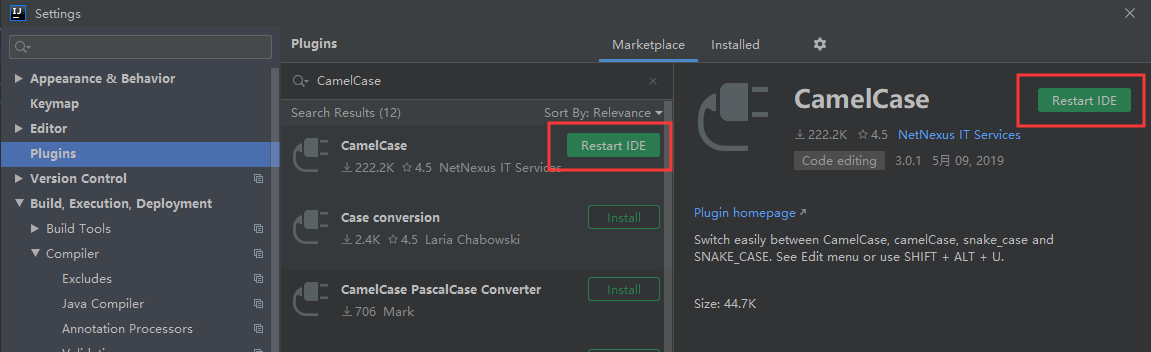 Settings
Appearance & Behavior
Keymap
Editor
Plugins
Version Control
Build, Execution, Deployment
Build Tools
Compiler
Excludes
Java Compiler
Annotation Processors
Plugins
Marketplace
Installed
CamelCase
Search Results (12)
Sort By: Relevance
CamelCase
222.2K 4.5 NetNexus IT Services
Restart IDE
Case conversion
2.4K 4.5 Laria Chabowski
Install
CamelCase PascalCase Converter
706 Mark
Install
CamelCase
Restart IDE
222.2K 4.5 NetNexus IT Services
Code editing 3.0.1 5月 09, 2019
Plugin homepage
Switch easily between CamelCase, camelCase, snake_case and
SNAKE_CASE. See Edit menu or use SHIFT + ALT + U.
Size: 44.7K